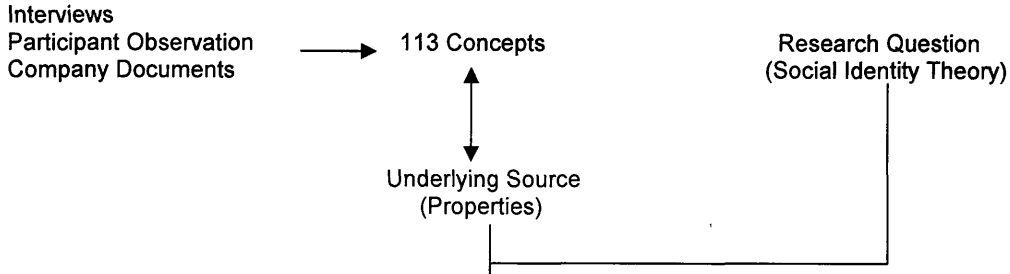 Interviews
Participant Observation
Company Documents
113 Concepts
Research Question
(Social Identity Theory)
Underlying Source
(Properties)